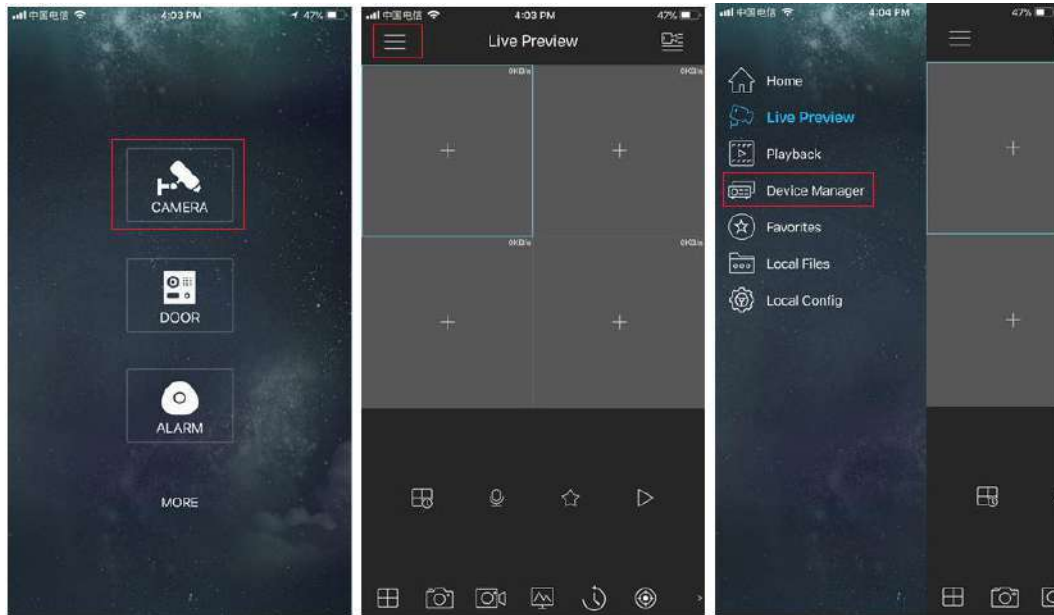 中国电信
4:03 PM
47%
CAMERA
DOOR
ALARM
MORE
中国电信
4:03 PM
47%
Live Preview
0KB/s
0KB/s
0KB/s
0KB/s
中国电信
4:04 PM
47%
Home
Live Preview
Playback
Device Manager
Favorites
Local Files
Local Config